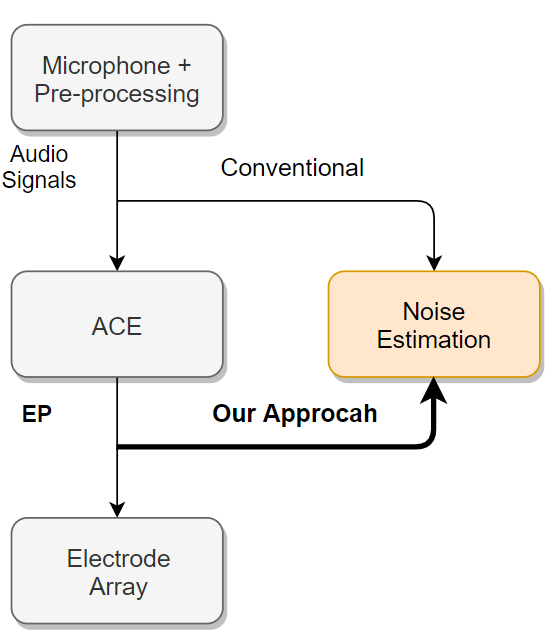 Microphone +
Pre-processing
Audio
Signals
Conventional
ACE
Noise
Estimation
EP
Our Approcah
Electrode
Array